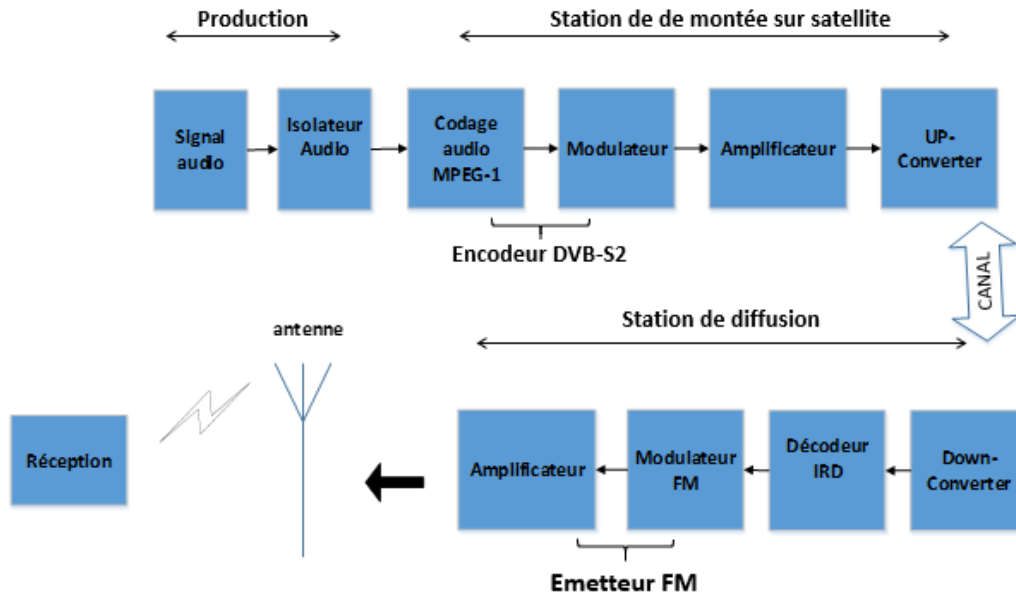 Production
Station de de montée sur satellite
Signal
audio
Isolateur
Audio
Codage
audio
MPEG-1
Modulateur
Amplificateur
UP-
Converter
Encodeur DVB-S2
CANAL
Station de diffusion
antenne
Réception
Amplificateur
Modulateur
FM
Décodeur
IRD
Down-
Converter
Emetteur FM